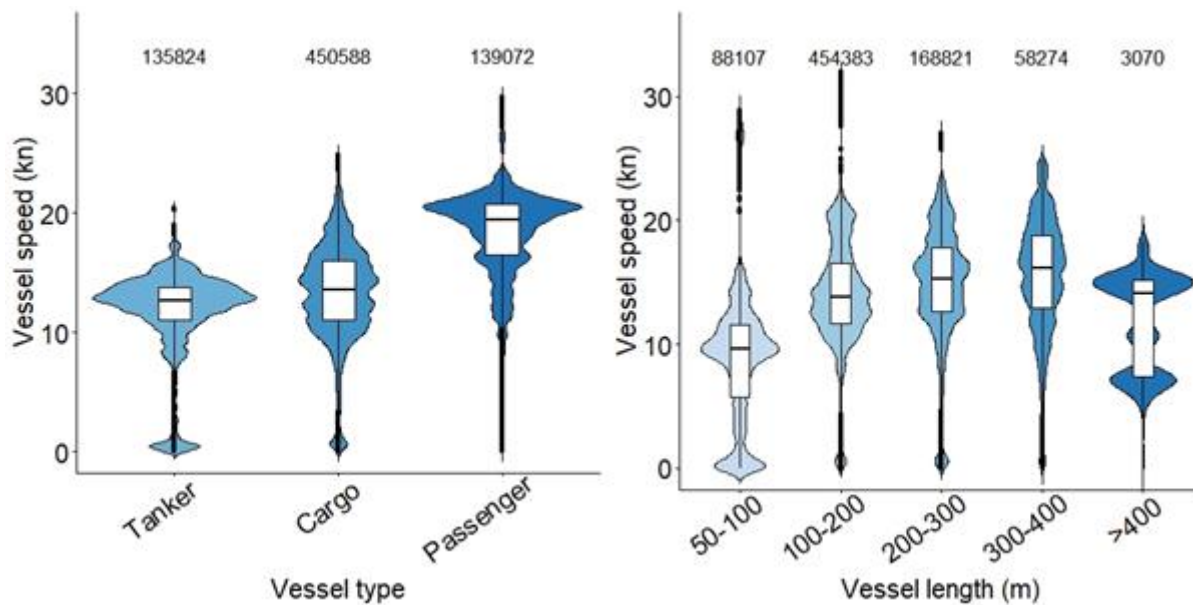 135824 450588 139072
30
20
10
0
Vessel speed (kn)
Tanker Cargo Passenger
Vessel type
88107 454383 168821 58274 3070
30
20
10
0
Vessel speed (kn)
50-100 100-200 200-300 300-400 >400
Vessel length (m)